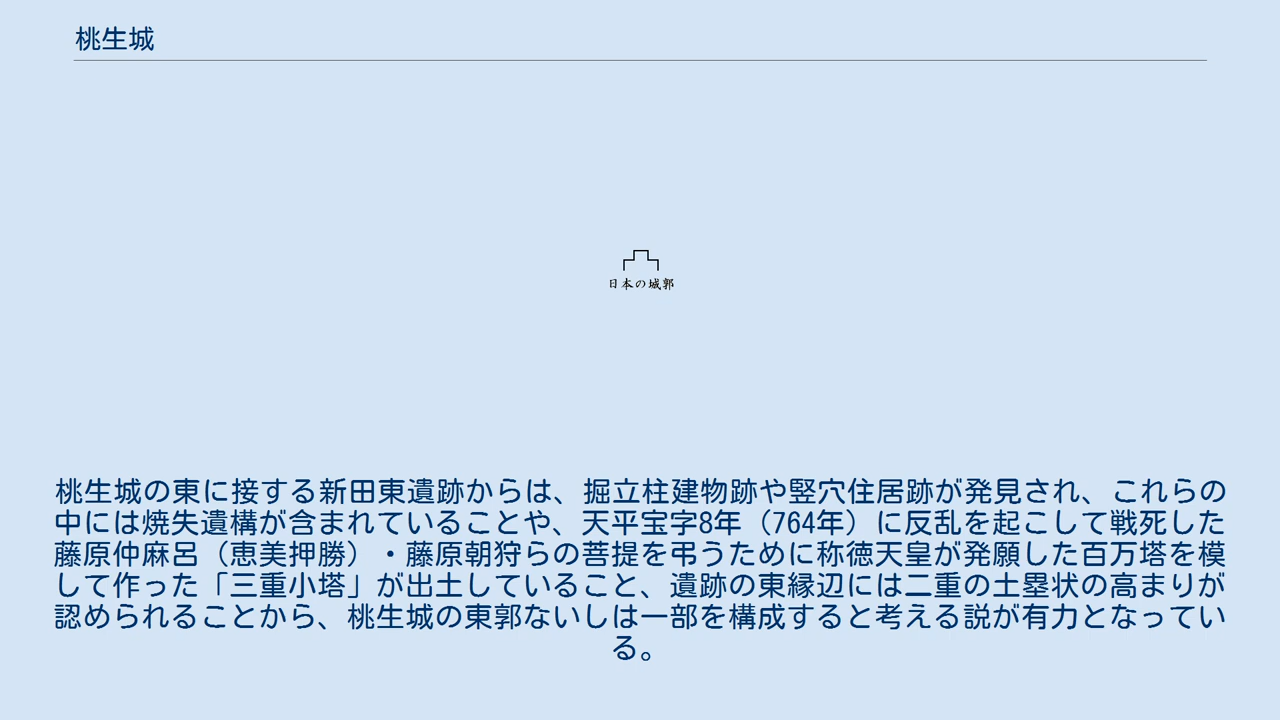 桃生城
日本の城郭
桃生城の東に接する新田東遺跡からは、掘立柱建物跡や竪穴住居跡が発見され、これらの
中には焼失遺構が含まれていることや、天平宝字8年（764年）に反乱を起こして戦死した
藤原仲麻呂（恵美押勝）・藤原朝狩らの菩提を弔うために称徳天皇が発願した百万塔を模
して作った「三重小塔」が出土していること、遺跡の東縁辺には二重の土塁状の高まりが
認められることから、桃生城の東郭ないしは一部を構成すると考える説が有力となってい
る。